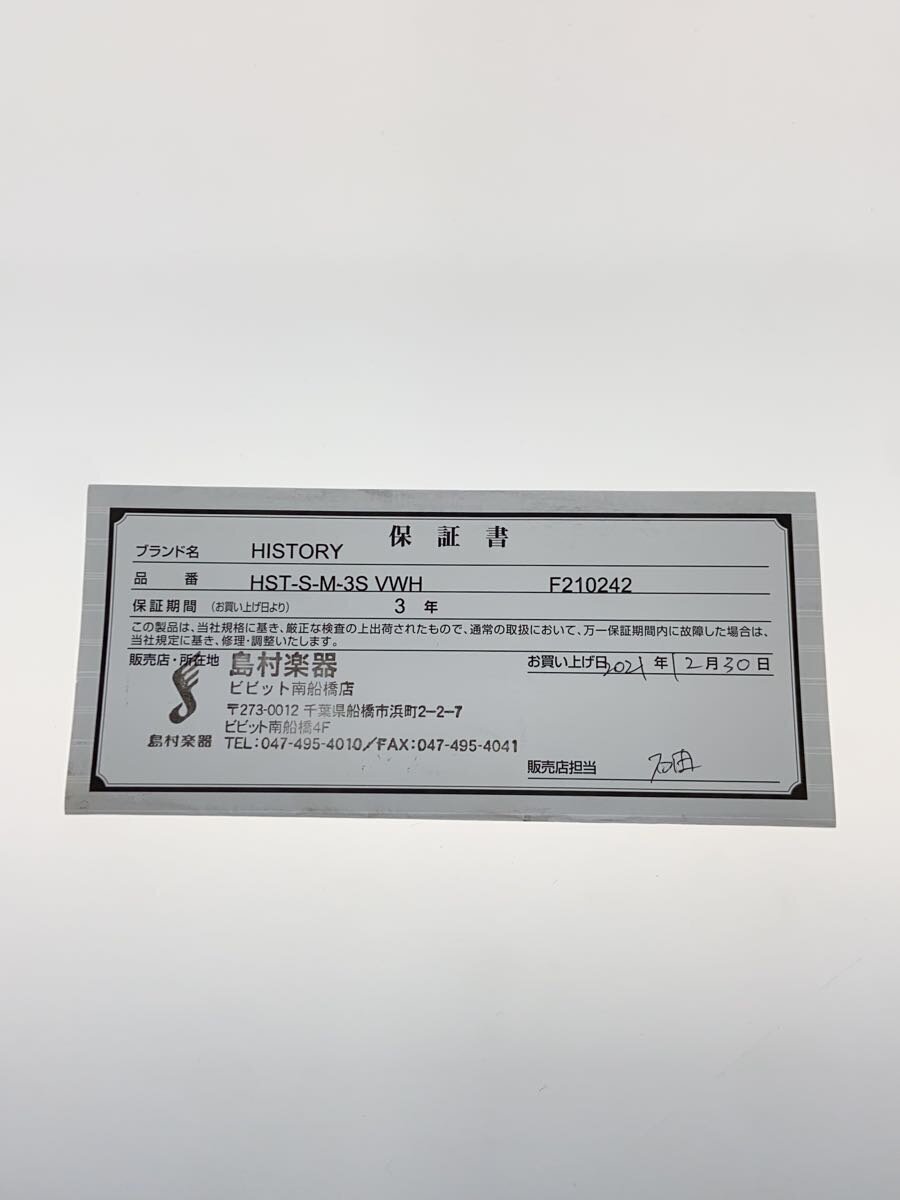 保証書
ブランド名 HISTORY
品番 HST-S-M-3S VWH F210242
保証期間 (お買い上げ日より) 3 年
この製品は、当社規格に基き、厳正な検査の上出荷されたもので、通常の取扱において、万一保証期間内に故障した場合は、
当社規定に基き、修理・調整いたします。
販売店・所在地 島村楽器
お買い上げ日 2021 年 12 月 30 日
ビビット南船橋店
〒273-0012 千葉県船橋市浜町2-2-7
ビビット南船橋4F
島村楽器 TEL:047-495-4010/FAX:047-495-4041
販売店担当